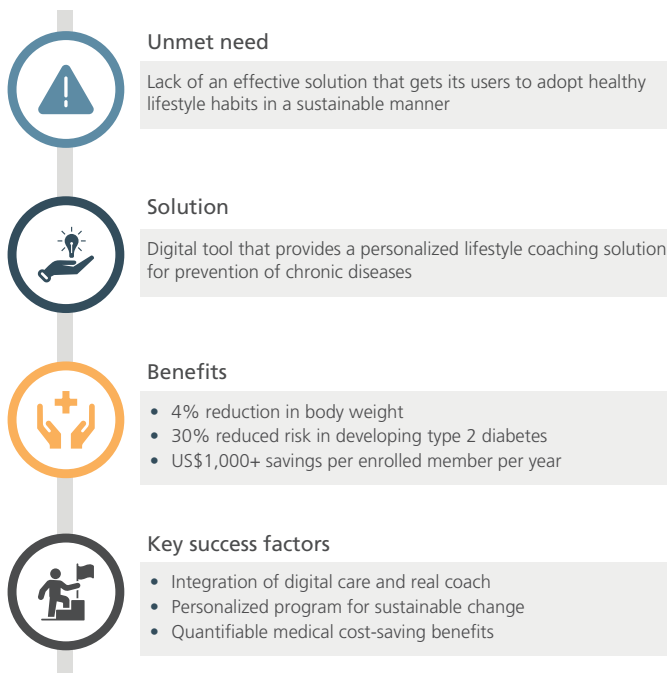 Unmet need
Lack of an effective solution that gets its users to adopt healthy
lifestyle habits in a sustainable manner
Solution
Digital tool that provides a personalized lifestyle coaching solution
for prevention of chronic diseases
Benefits
• 4% reduction in body weight
• 30% reduced risk in developing type 2 diabetes
• US$1,000+ savings per enrolled member per year
Key success factors
• Integration of digital care and real coach
• Personalized program for sustainable change
• Quantifiable medical cost-saving benefits